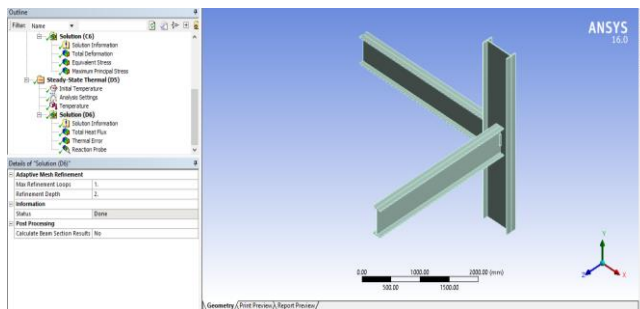 Outline
Filter: Name
Solution (C6)
Solution Information
Total Deformation
Equivalent Stress
Maximum Principal Stress
Steady-State Thermal (D5)
Initial Temperature
Analysis Settings
Temperature
Solution (D6)
Solution Information
Total Heat Flux
Thermal Error
Reaction Probe
Details of "Solution (D6)"
Adaptive Mesh Refinement
Max Refinement Loops 1.
Refinement Depth 2.
Information
Status Done
Post Processing
Calculate Beam Section Results No
ANSYS
16.0
0.00 1000.00 2000.00 (mm)
500.00 1500.00
Y
Z X
Geometry Print Preview Report Preview